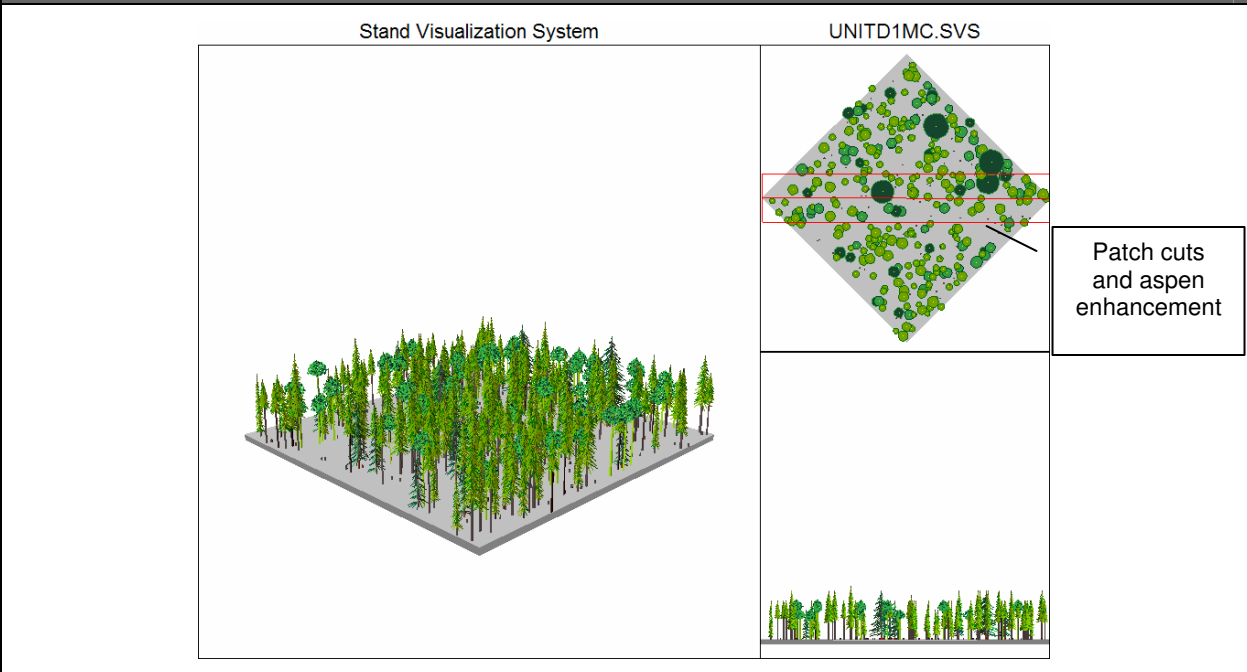 Stand Visualization System
UNITD1MC.SVS
Patch cuts
and aspen
enhancement